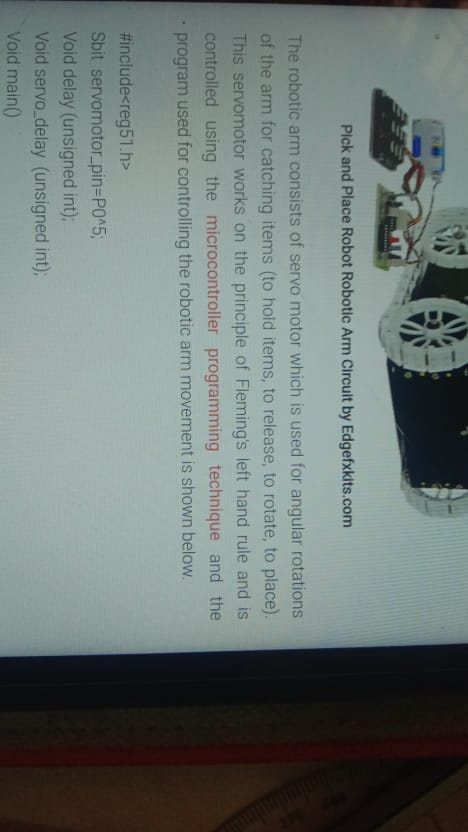 Pick and Place Robot Robotic Arm Circuit by Edgefxkits.com
The robotic arm consists of servo motor which is used for angular rotations
of the arm for catching items (to hold items, to release, to rotate, to place).
This servomotor works on the principle of Fleming's left hand rule and is
controlled using the microcontroller programming technique and the
program used for controlling the robotic arm movement is shown below.
#include<reg51.h>
Sbit servomotor_pin=P0^5;
Void delay (unsigned int);
Void servo_delay (unsigned int);
Void main()